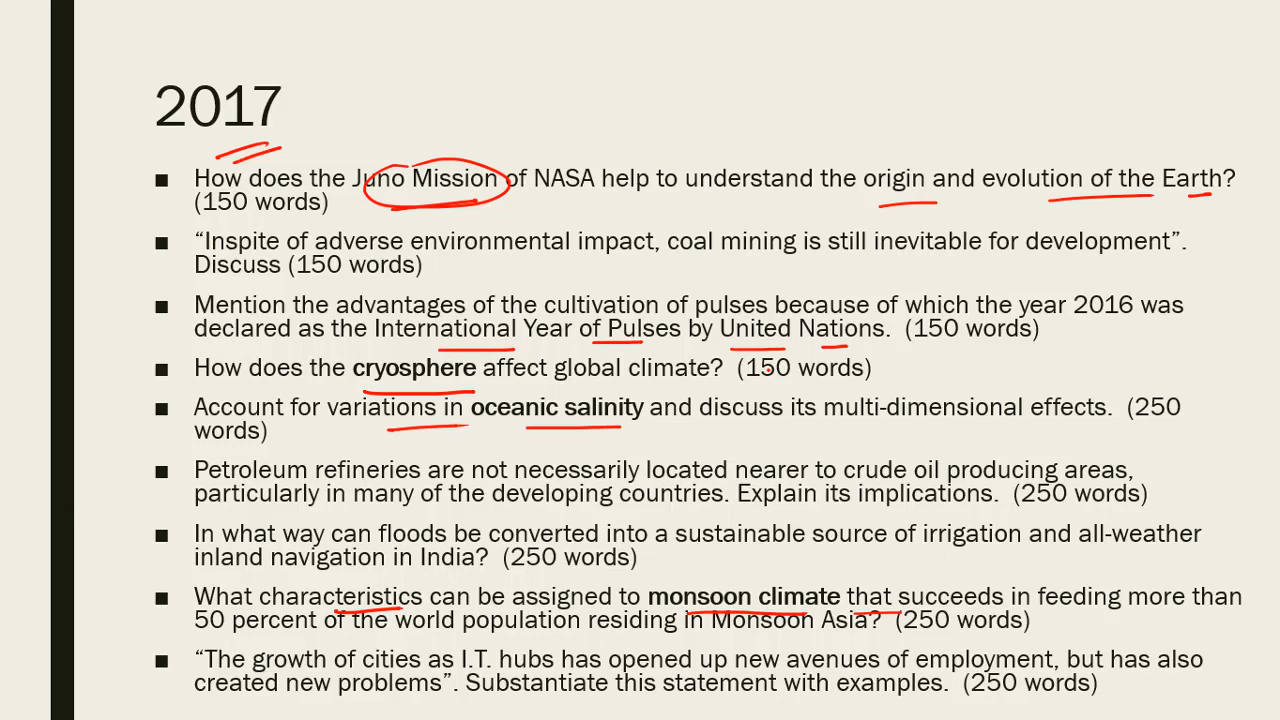 2017
■ How does the Juno Mission of NASA help to understand the origin and evolution of the Earth?
(150 words)
■ “Inspite of adverse environmental impact, coal mining is still inevitable for development”.
Discuss (150 words)
■ Mention the advantages of the cultivation of pulses because of which the year 2016 was
declared as the International Year of Pulses by United Nations. (150 words)
■ How does the cryosphere affect global climate? (150 words)
■ Account for variations in oceanic salinity and discuss its multi-dimensional effects. (250
words)
■ Petroleum refineries are not necessarily located nearer to crude oil producing areas,
particularly in many of the developing countries. Explain its implications. (250 words)
■ In what way can floods be converted into a sustainable source of irrigation and all-weather
inland navigation in India? (250 words)
■ What characteristics can be assigned to monsoon climate that succeeds in feeding more than
50 percent of the world population residing in Monsoon Asia? (250 words)
■ “The growth of cities as I.T. hubs has opened up new avenues of employment, but has also
created new problems”. Substantiate this statement with examples. (250 words)